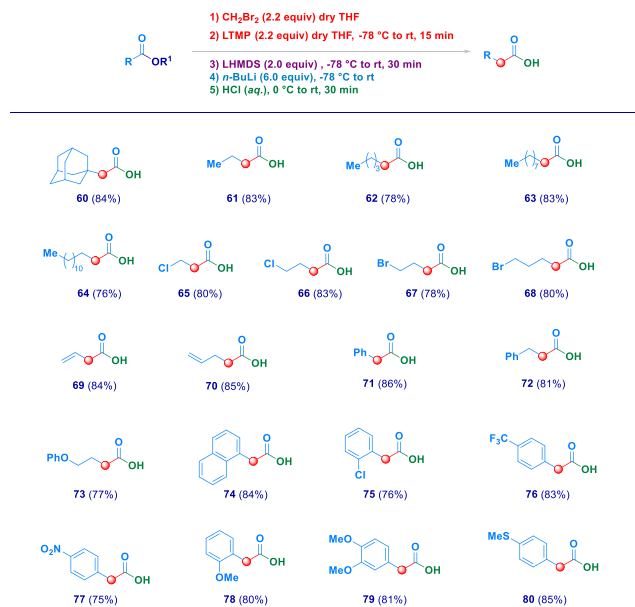 1) CH₂Br₂ (2.2 equiv) dry THF
2) LTMP (2.2 equiv) dry THF, -78 °C to rt, 15 min
3) LHMDS (2.0 equiv) , -78 °C to rt, 30 min
4) n-BuLi (6.0 equiv), -78 °C to rt
5) HCl (aq.), 0 °C to rt, 30 min
O
R OR¹
O
R OH
O
OH
60 (84%)
O
Me OH
61 (83%)
O
Me ( )₃ OH
62 (78%)
O
Me ( )₇ OH
63 (83%)
O
Me ( )₁₀ OH
64 (76%)
O
Cl OH
65 (80%)
O
Cl OH
66 (83%)
O
Br OH
67 (78%)
O
Br OH
68 (80%)
O
OH
69 (84%)
O
OH
70 (85%)
O
Ph OH
71 (86%)
O
Ph OH
72 (81%)
O
PhO OH
73 (77%)
O
OH
74 (84%)
O
OH
Cl
75 (76%)
F₃C
O
OH
76 (83%)
NO₂
O
OH
77 (75%)
O
OH
OMe
78 (80%)
OMe
O
OMe OH
79 (81%)
MeS
O
OH
80 (85%)